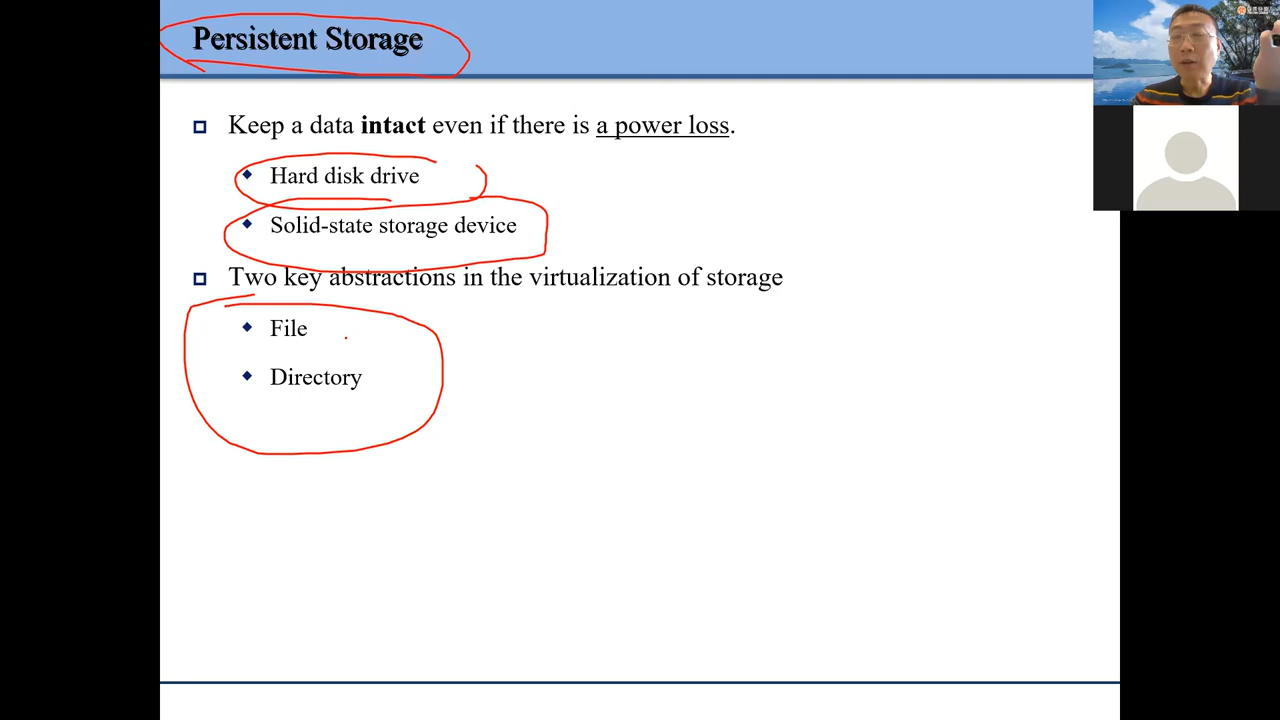 Persistent Storage
Keep a data intact even if there is a power loss.
Hard disk drive
Solid-state storage device
Two key abstractions in the virtualization of storage
File
Directory